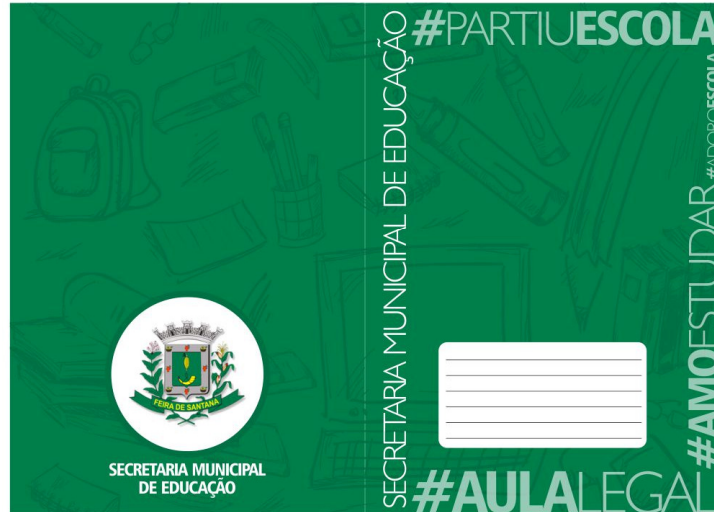 FEIRA DE SANTANA
SECRETARIA MUNICIPAL
DE EDUCAÇÃO
SECRETARIA MUNICIPAL DE EDUCAÇÃO
#PARTIUESCOLA
#ADOROESCOLA
#AMOESTUDAR
#AULALEGAL